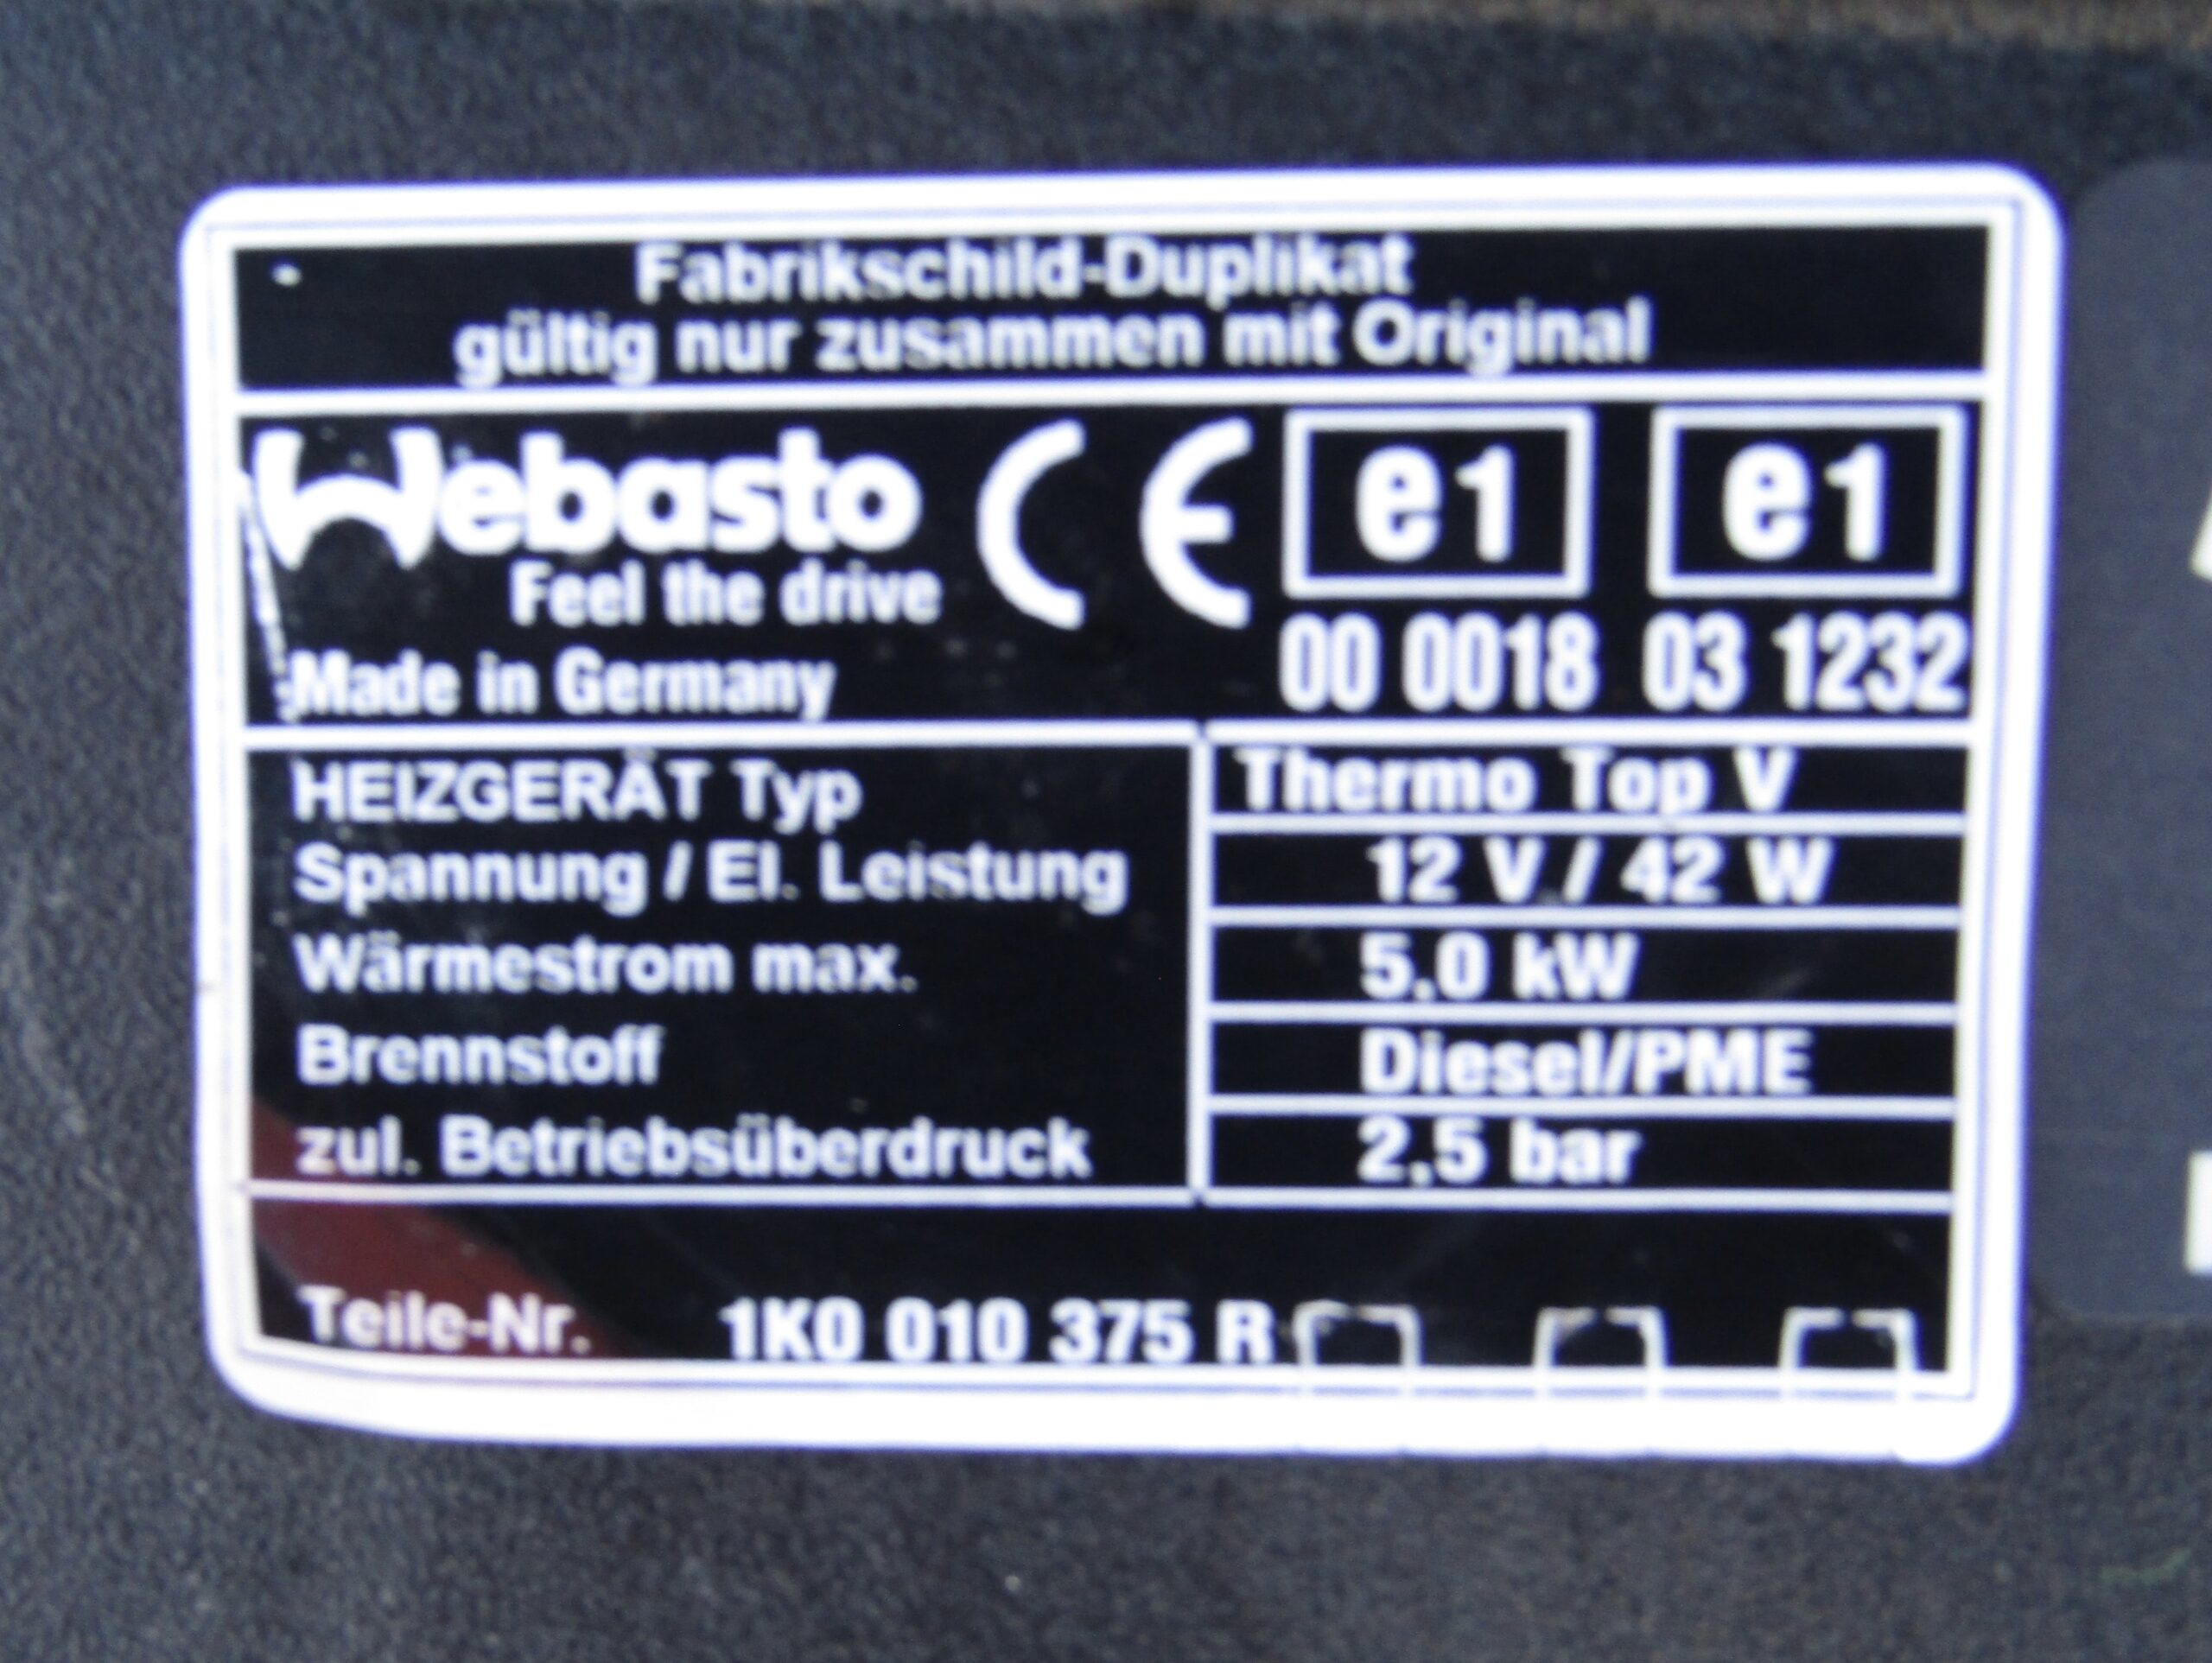 Fabrikschild-Duplikat
gültig nur zusammen mit Original
Webasto
Feel the drive
CE
e1
e1
00 0018
03 1232
Made in Germany
HEIZGERÄT Typ Thermo Top V
Spannung / El. Leistung 12 V / 42 W
Wärmestrom max. 5,0 kW
Brennstoff Diesel/PME
zul. Betriebsüberdruck 2,5 bar
Teile-Nr. 1K0 010 375 R